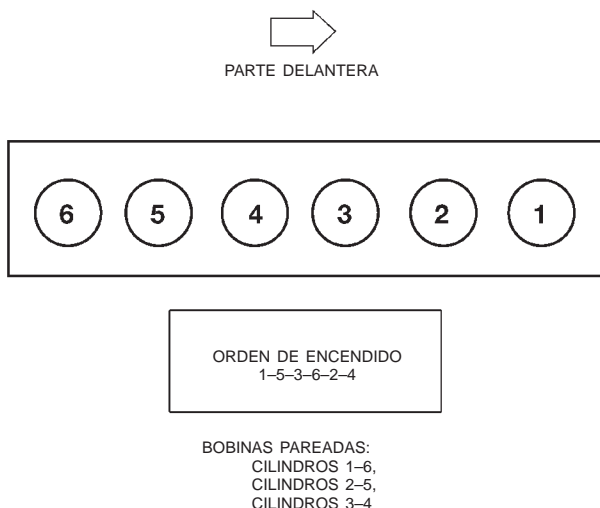 PARTE DELANTERA
6 5 4 3 2 1
ORDEN DE ENCENDIDO
1–5–3–6–2–4
BOBINAS PAREADAS:
CILINDROS 1–6,
CILINDROS 2–5,
CILINDROS 3–4